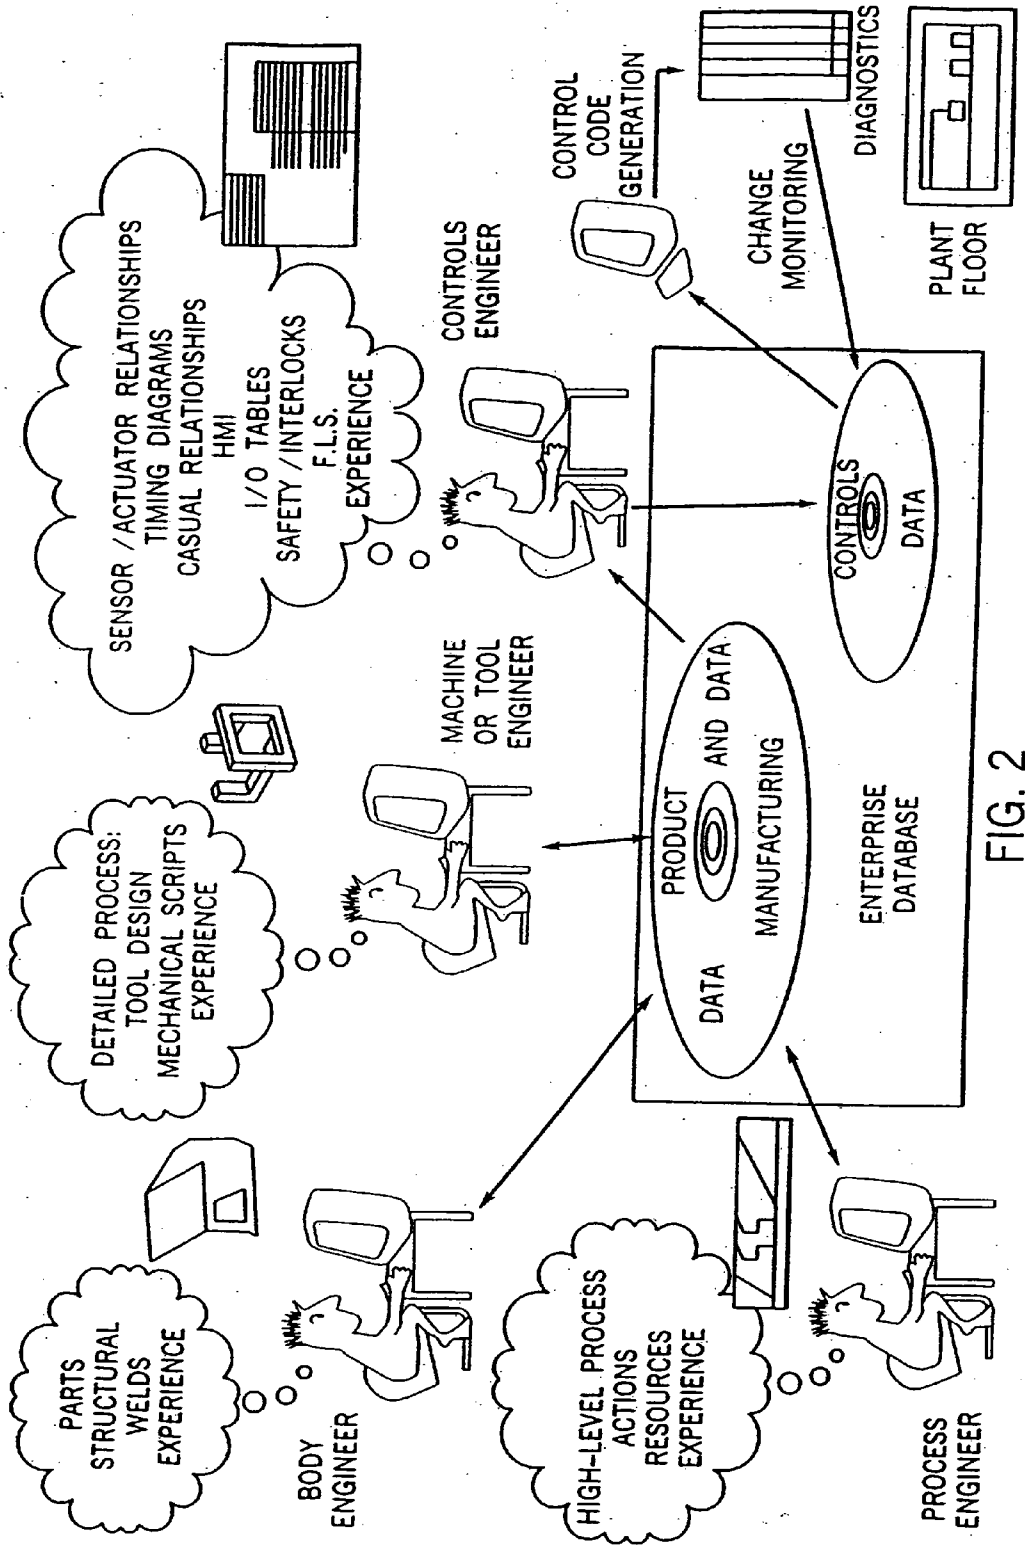 PARTS
STRUCTURAL
WELDS
EXPERIENCE
BODY
ENGINEER
DETAILED PROCESS:
TOOL DESIGN
MECHANICAL SCRIPTS
EXPERIENCE
MACHINE
OR TOOL
ENGINEER
SENSOR / ACTUATOR RELATIONSHIPS
TIMING DIAGRAMS
CASUAL RELATIONSHIPS
HMI
I/O TABLES
SAFETY / INTERLOCKS
F.L.S.
EXPERIENCE
CONTROLS
ENGINEER
HIGH-LEVEL PROCESS
ACTIONS
RESOURCES
EXPERIENCE
PROCESS
ENGINEER
PRODUCT
DATA
AND DATA
MANUFACTURING
ENTERPRISE
DATABASE
CONTROLS
DATA
CONTROL
CODE
GENERATION
CHANGE
MONITORING
DIAGNOSTICS
PLANT
FLOOR
FIG. 2